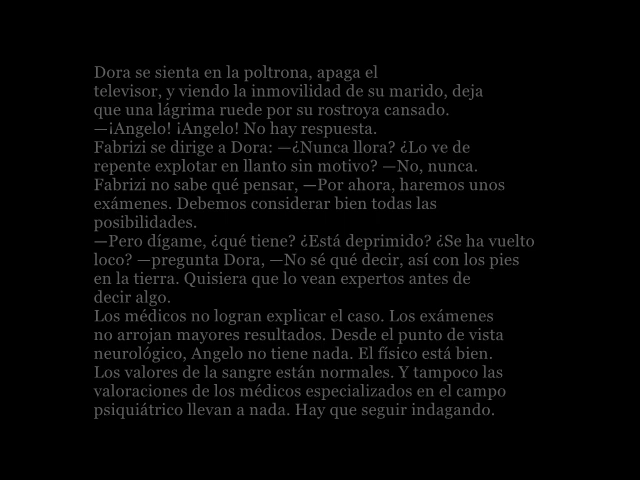 Dora se sienta en la poltrona, apaga el
televisor, y viendo la inmovilidad de su marido, deja
que una lágrima ruede por su rostroya cansado.
—¡Angelo! ¡Angelo! No hay respuesta.
Fabrizi se dirige a Dora: —¿Nunca llora? ¿Lo ve de
repente explotar en llanto sin motivo? —No, nunca.
Fabrizi no sabe qué pensar, —Por ahora, haremos unos
exámenes. Debemos considerar bien todas las
posibilidades.
—Pero dígame, ¿qué tiene? ¿Está deprimido? ¿Se ha vuelto
loco? —pregunta Dora, —No sé qué decir, así con los pies
en la tierra. Quisiera que lo vean expertos antes de
decir algo.
Los médicos no logran explicar el caso. Los exámenes
no arrojan mayores resultados. Desde el punto de vista
neurológico, Angelo no tiene nada. El físico está bien.
Los valores de la sangre están normales. Y tampoco las
valoraciones de los médicos especializados en el campo
psiquiátrico llevan a nada. Hay que seguir indagando.